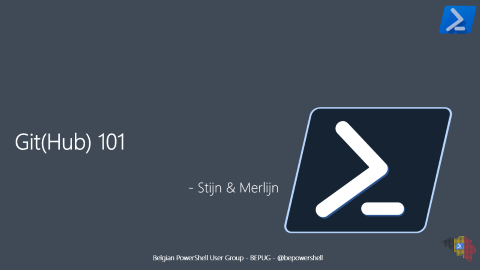 Git(Hub) 101
- Stijn & Merlijn
Belgian PowerShell User Group - BEPUG - @bepowershell